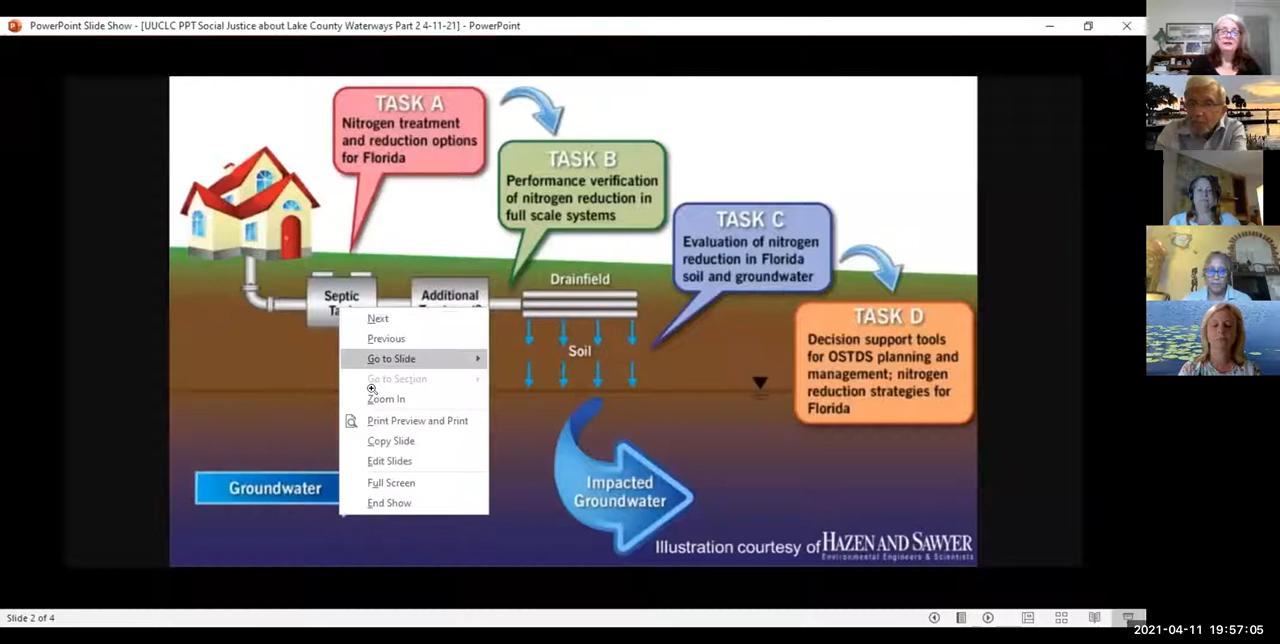 PowerPoint Slide Show - [UUCLC PPT Social Justice about Lake County Waterways Part 2 4-11-21] - PowerPoint
TASK A
Nitrogen treatment
and reduction options
for Florida
TASK B
Performance verification
of nitrogen reduction in
full scale systems
TASK C
Evaluation of nitrogen
reduction in Florida
soil and groundwater
TASK D
Decision support tools
for OSTDS planning and
management; nitrogen
reduction strategies for
Florida
Septic
Additional
Drainfield
Soil
Next
Previous
Go to Slide
Go to Section
Zoom In
Print Preview and Print
Copy Slide
Edit Slides
Full Screen
End Show
Groundwater
Impacted
Groundwater
Illustration courtesy of HAZEN AND SAWYER
Environmental Engineers & Scientists
Slide 2 of 4
2021-04-11 19:57:05